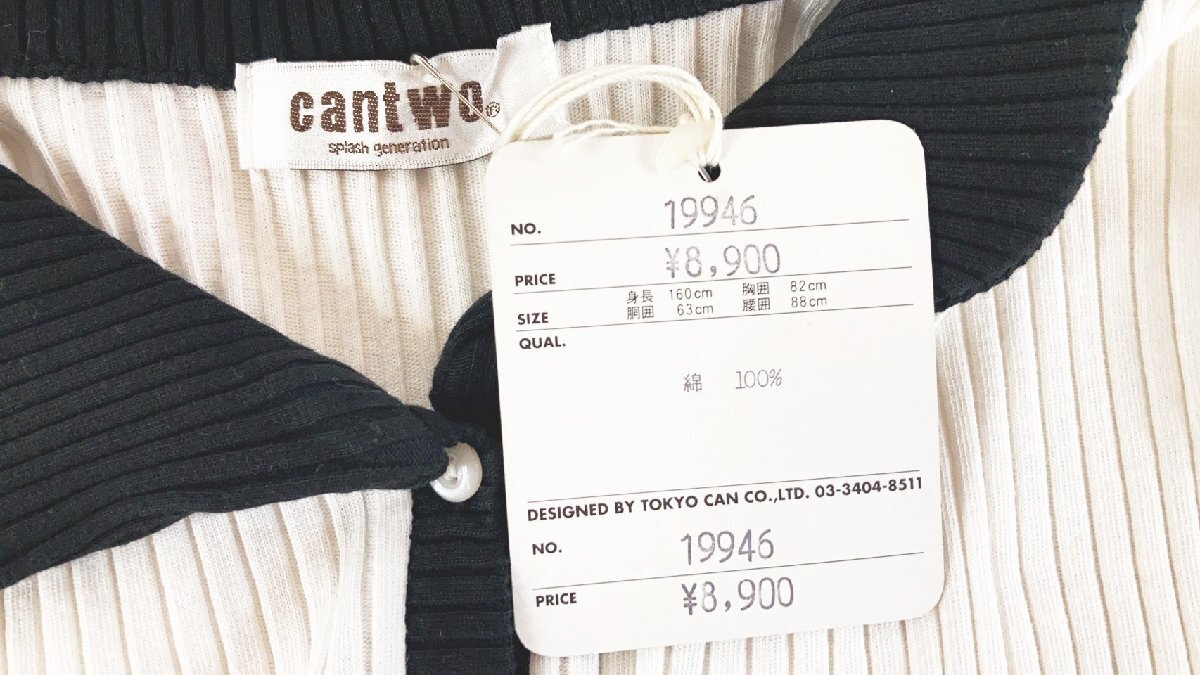 cantwo®
splash generation
NO. 19946
PRICE ¥8,900
SIZE 身長 160cm 胸囲 82cm
胴囲 63cm 腰囲 88cm
QUAL.
綿 100%
DESIGNED BY TOKYO CAN CO.,LTD. 03-3404-8511
NO. 19946
PRICE ¥8,900